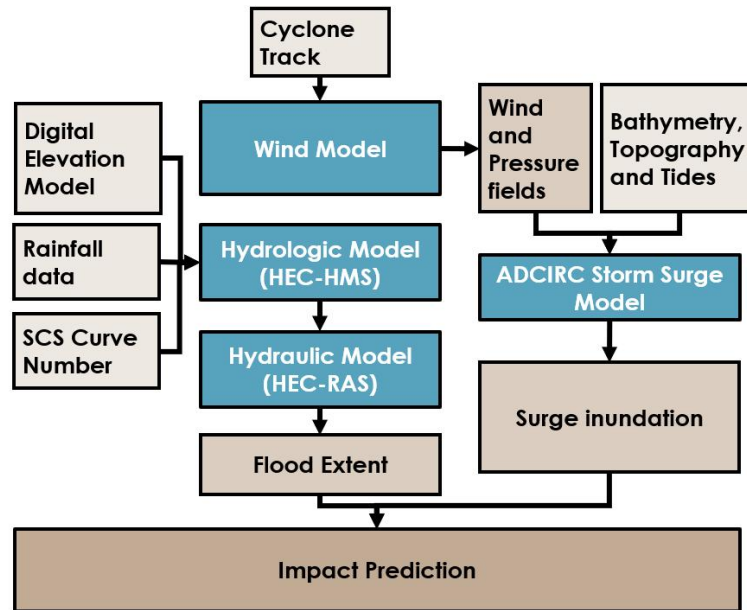 Cyclone
Track
Digital
Elevation
Model
Wind Model
Wind
and
Pressure
fields
Bathymetry,
Topography
and Tides
Rainfall
data
Hydrologic Model
(HEC-HMS)
ADCIRC Storm Surge
Model
SCS Curve
Number
Hydraulic Model
(HEC-RAS)
Surge inundation
Flood Extent
Impact Prediction